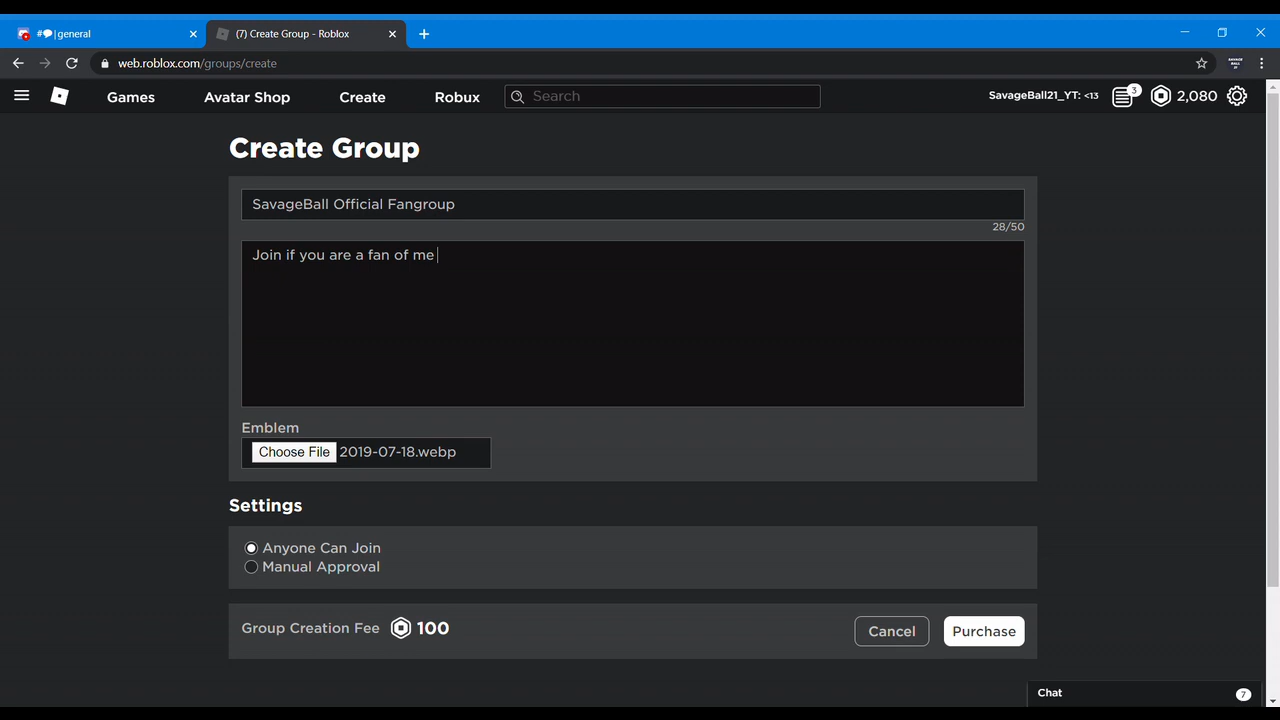 #💬|general
(7) Create Group - Roblox
web.roblox.com/groups/create
Games Avatar Shop Create Robux Search SavageBall21_YT: <13 3 2,080
Create Group
SavageBall Official Fangroup
28/50
Join if you are a fan of me
Emblem
Choose File 2019-07-18.webp
Settings
Anyone Can Join
Manual Approval
Group Creation Fee 100 Cancel Purchase
Chat 7